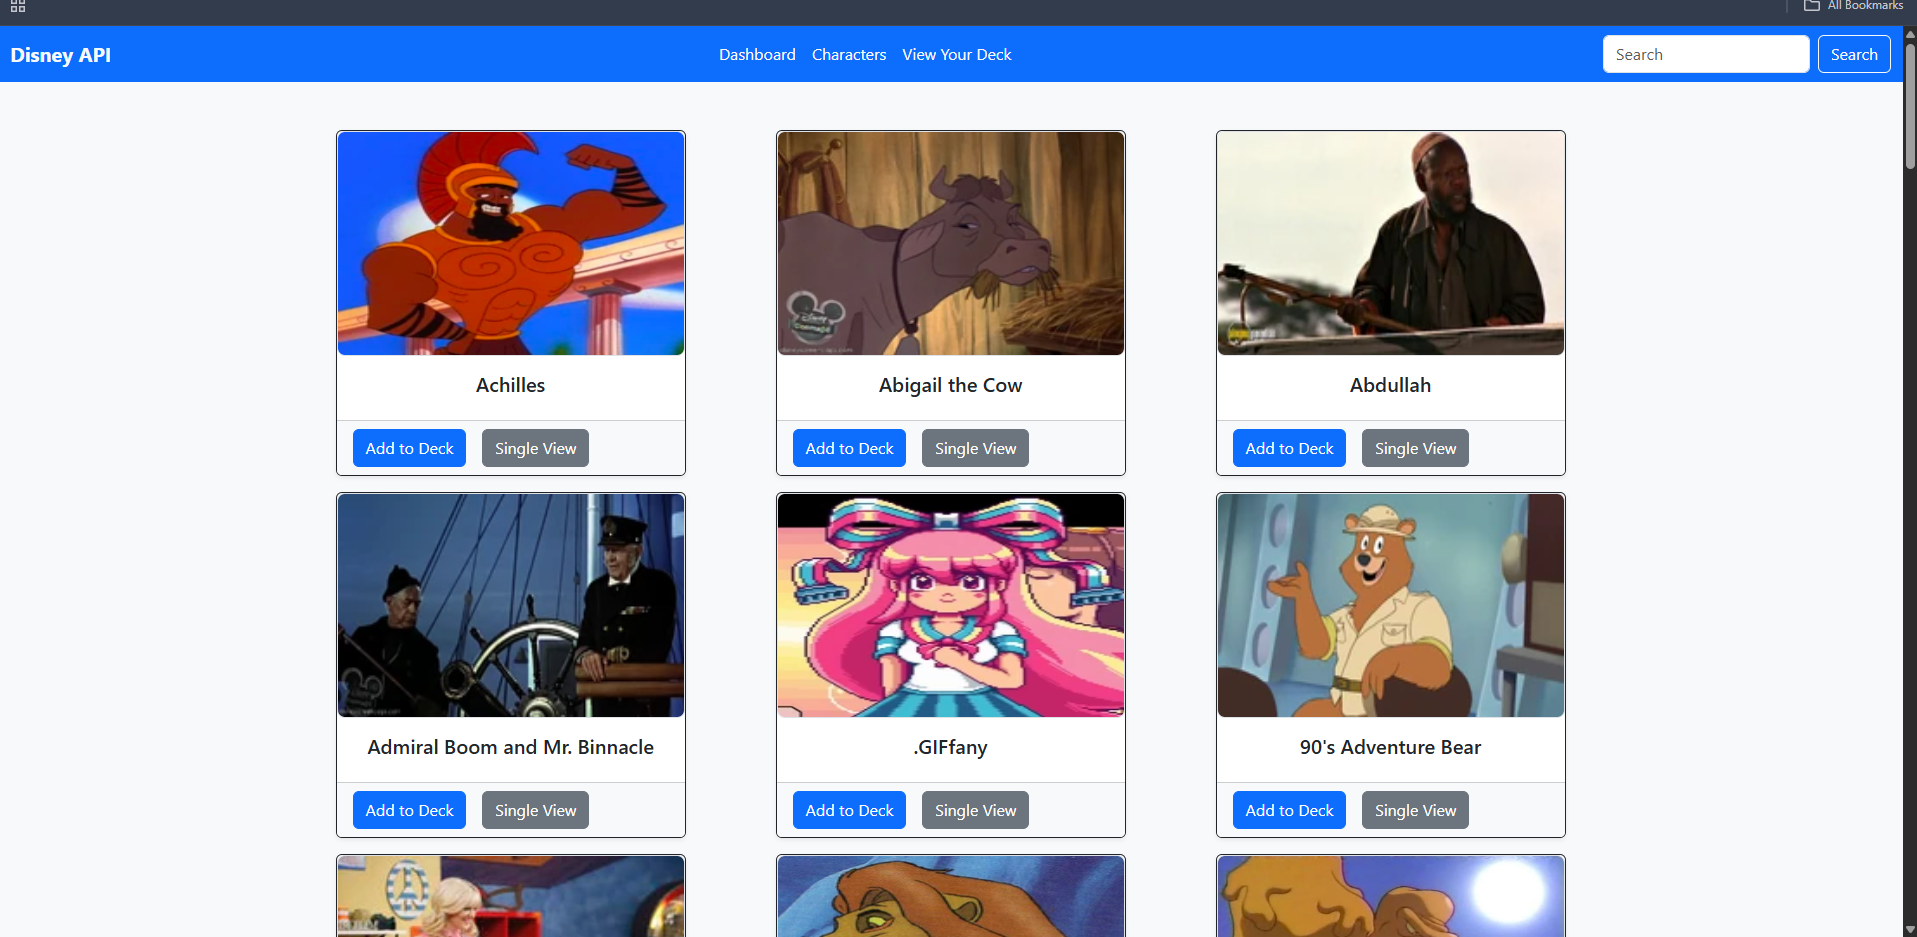 All Bookmarks
Disney API
Dashboard Characters View Your Deck
Search Search
Achilles Abigail the Cow Abdullah
Add to Deck Single View Add to Deck Single View Add to Deck Single View
Admiral Boom and Mr. Binnacle .GIFfany 90's Adventure Bear
Add to Deck Single View Add to Deck Single View Add to Deck Single View